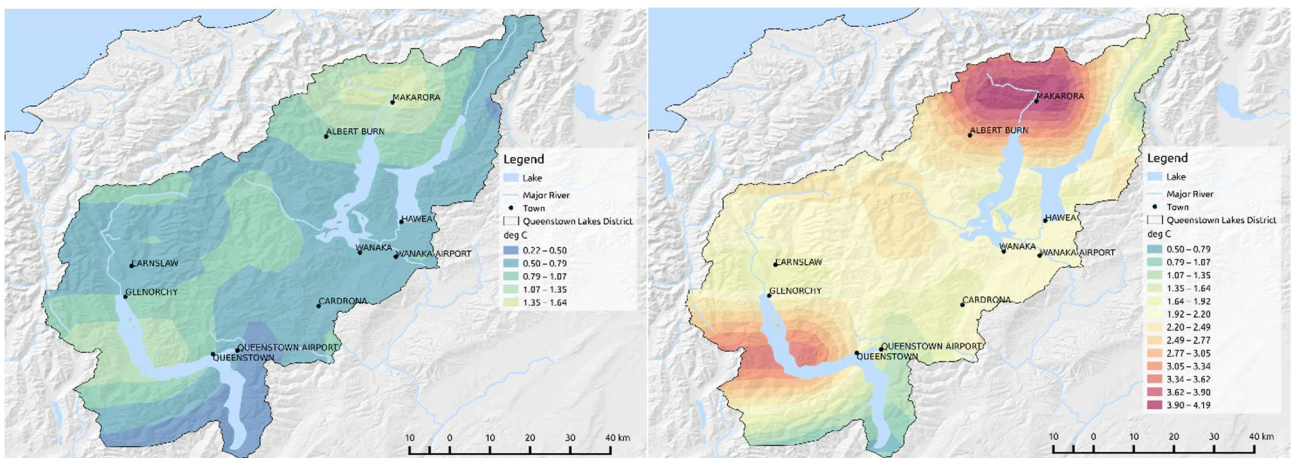 MAKARORA
ALBERT BURN
HAWEA
WANAKA
WANAKA AIRPORT
EARNSLAW
GLENORCHY
CARDRONA
QUEENSTOWN AIRPORT
QUEENSTOWN
Legend
Lake
Major River
Town
Queenstown Lakes District
deg C
0.22 – 0.50
0.50 – 0.79
0.79 – 1.07
1.07 – 1.35
1.35 – 1.64
10 0 10 20 30 40 km
MAKARORA
ALBERT BURN
HAWEA
WANAKA
WANAKA AIRPORT
EARNSLAW
GLENORCHY
CARDRONA
QUEENSTOWN AIRPORT
QUEENSTOWN
Legend
Lake
Major River
Town
Queenstown Lakes District
deg C
0.50 – 0.79
0.79 – 1.07
1.07 – 1.35
1.35 – 1.64
1.64 – 1.92
1.92 – 2.20
2.20 – 2.49
2.49 – 2.77
2.77 – 3.05
3.05 – 3.34
3.34 – 3.62
3.62 – 3.90
3.90 – 4.19
10 0 10 20 30 40 km